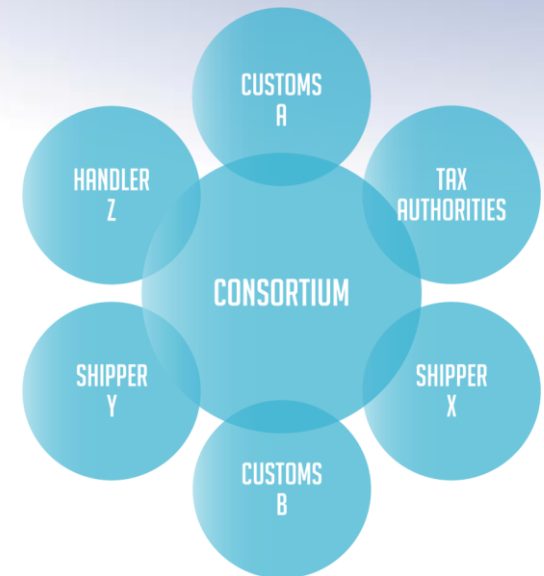 CUSTOMS
A
HANDLER
Z
TAX
AUTHORITIES
CONSORTIUM
SHIPPER
Y
SHIPPER
X
CUSTOMS
B